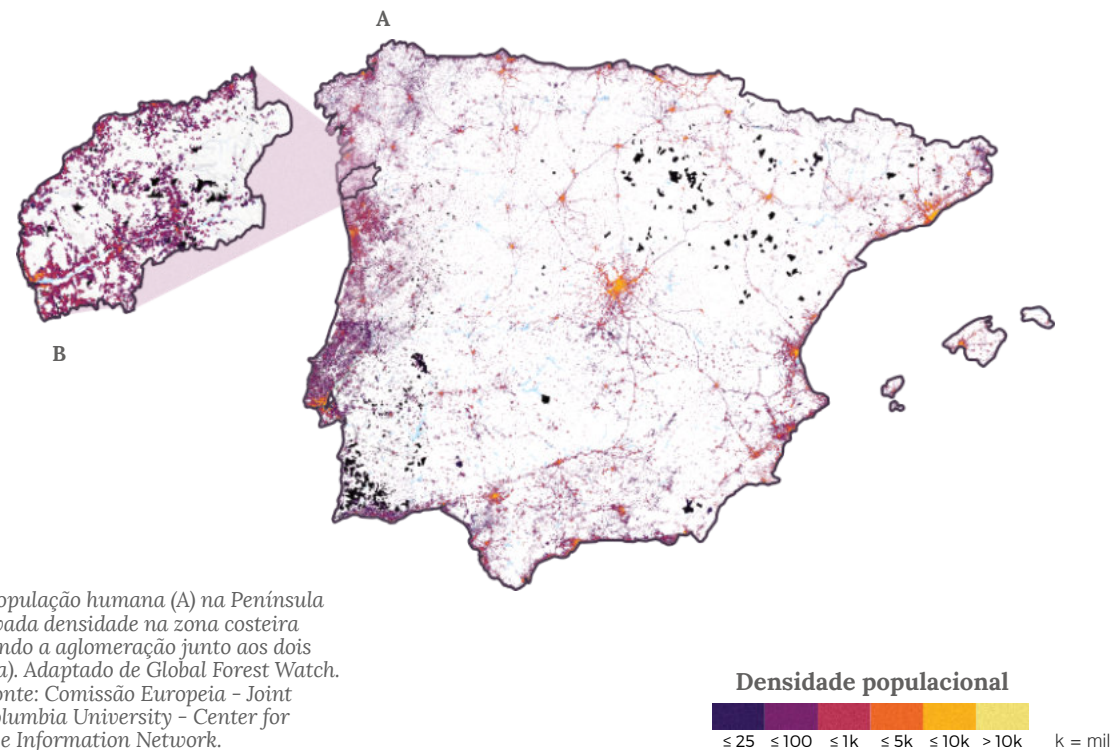 A
B
opulação humana (A) na Península
vada densidade na zona costeira
ndo a aglomeração junto aos dois
a). Adaptado de Global Forest Watch.
onte: Comissão Europeia - Joint
olumbia University - Center for
e Information Network.
Densidade populacional
≤ 25 ≤ 100 ≤ 1k ≤ 5k ≤ 10k > 10k k = mil